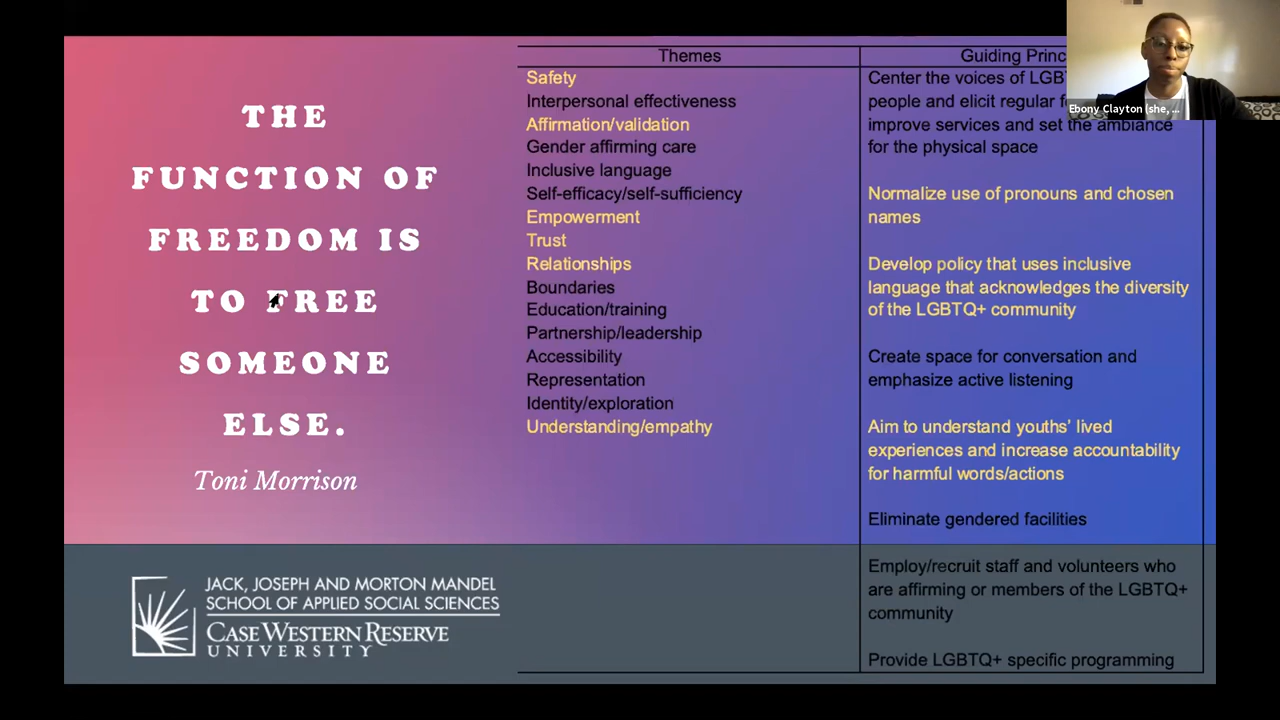 THE
FUNCTION OF
FREEDOM IS
TO FREE
SOMEONE
ELSE.
Toni Morrison
JACK, JOSEPH AND MORTON MANDEL
SCHOOL OF APPLIED SOCIAL SCIENCES
CASE WESTERN RESERVE
UNIVERSITY
Themes
Safety
Interpersonal effectiveness
Affirmation/validation
Gender affirming care
Inclusive language
Self-efficacy/self-sufficiency
Empowerment
Trust
Relationships
Boundaries
Education/training
Partnership/leadership
Accessibility
Representation
Identity/exploration
Understanding/empathy
Guiding
Center the voices of
people and elicit regular
improve services and set the ambiance
for the physical space
Normalize use of pronouns and chosen
names
Develop policy that uses inclusive
language that acknowledges the diversity
of the LGBTQ+ community
Create space for conversation and
emphasize active listening
Aim to understand youths' lived
experiences and increase accountability
for harmful words/actions
Eliminate gendered facilities
Employ/recruit staff and volunteers who
are affirming or members of the LGBTQ+
community
Provide LGBTQ+ specific programming
Ebony Clayton (she, ...